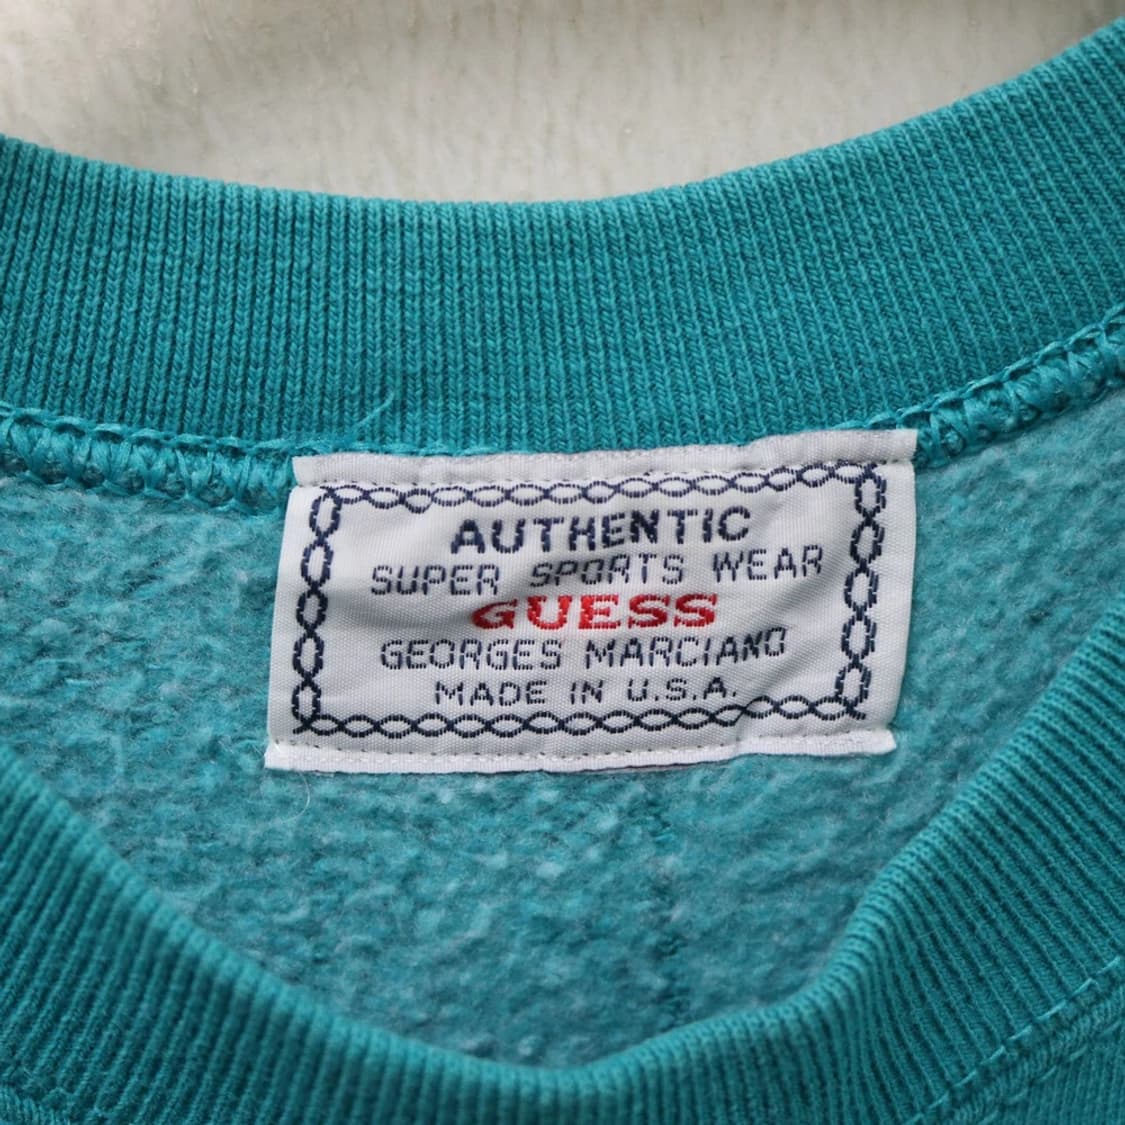 AUTHENTIC
SUPER SPORTS WEAR
GUESS
GEORGES MARCIANO
MADE IN U.S.A.